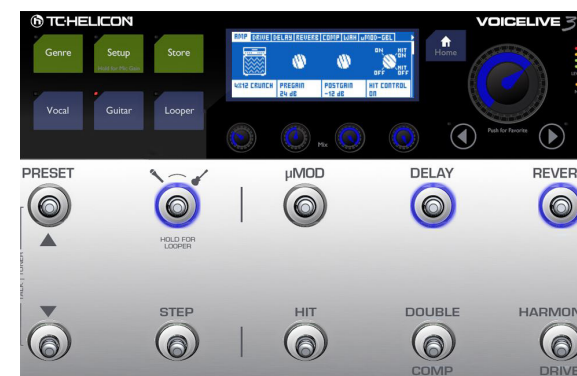 TC·HELICON
VOICELIVE 3
Genre
Setup
Hold for Mic Gain
Store
AMP DRIVE DELAY REVERB COMP WAH µMOD-GEL
ON HIT ON
OFF HIT OFF
4X12 CRUNCH PREGAIN POSTGAIN HIT CONTROL
24 dB -12 dB ON
Home
Vocal
Guitar
Looper
Mix
Push for Favorite
PRESET
µMOD
DELAY
REVER
HOLD FOR
LOOPER
TUNER
STEP
HIT
DOUBLE
HARMON
COMP
DRIVE